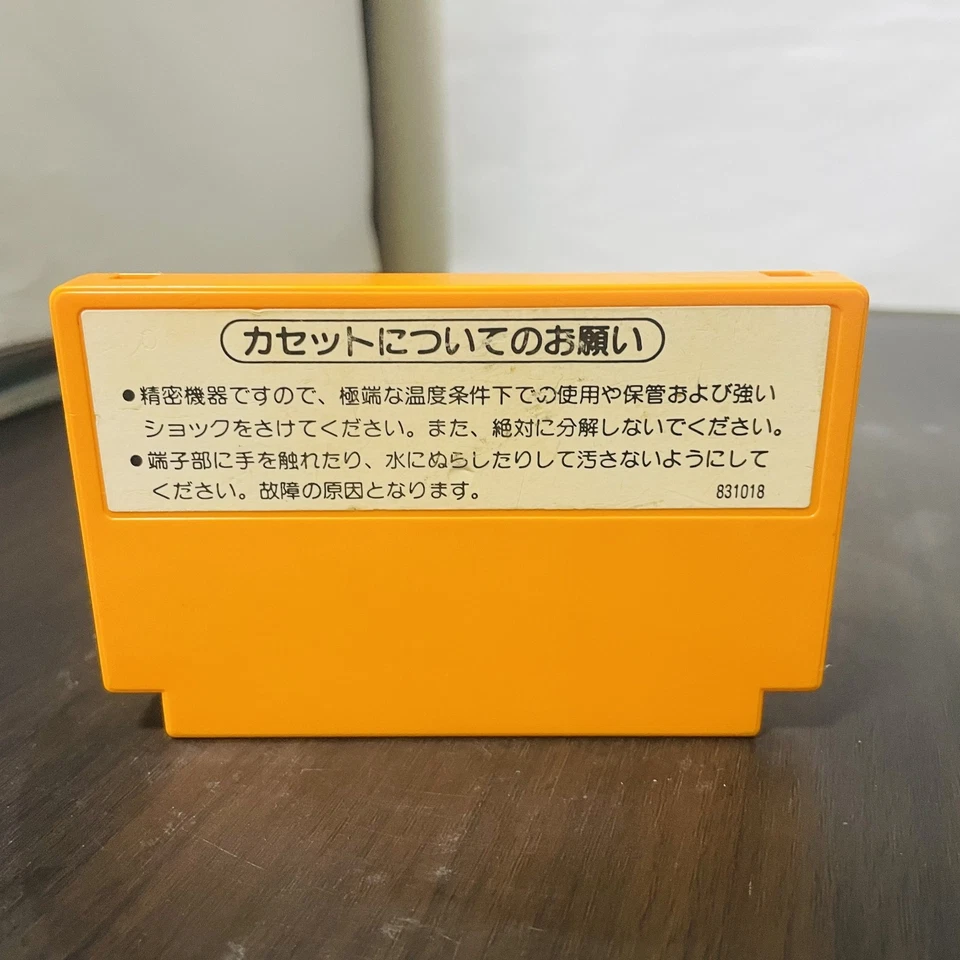 カセットについてのお願い
●精密機器ですので、極端な温度条件下での使用や保管および強い
ショックをさけてください。また、絶対に分解しないでください。
●端子部に手を触れたり、水にぬらしたりして汚さないようにして
ください。故障の原因となります。 831018